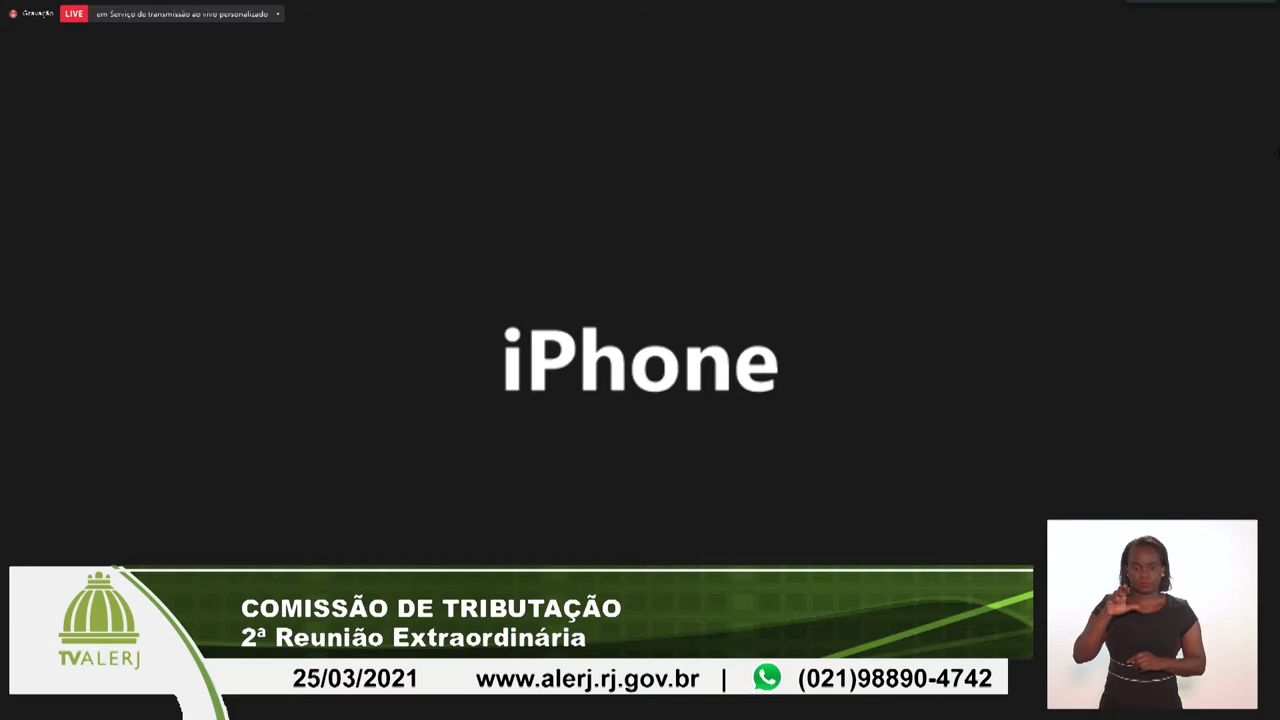 Gravação LIVE em Serviço de transmissão ao vivo personalizado
iPhone
COMISSÃO DE TRIBUTAÇÃO
2ª Reunião Extraordinária
TVALERJ
25/03/2021 www.alerj.rj.gov.br | (021)98890-4742